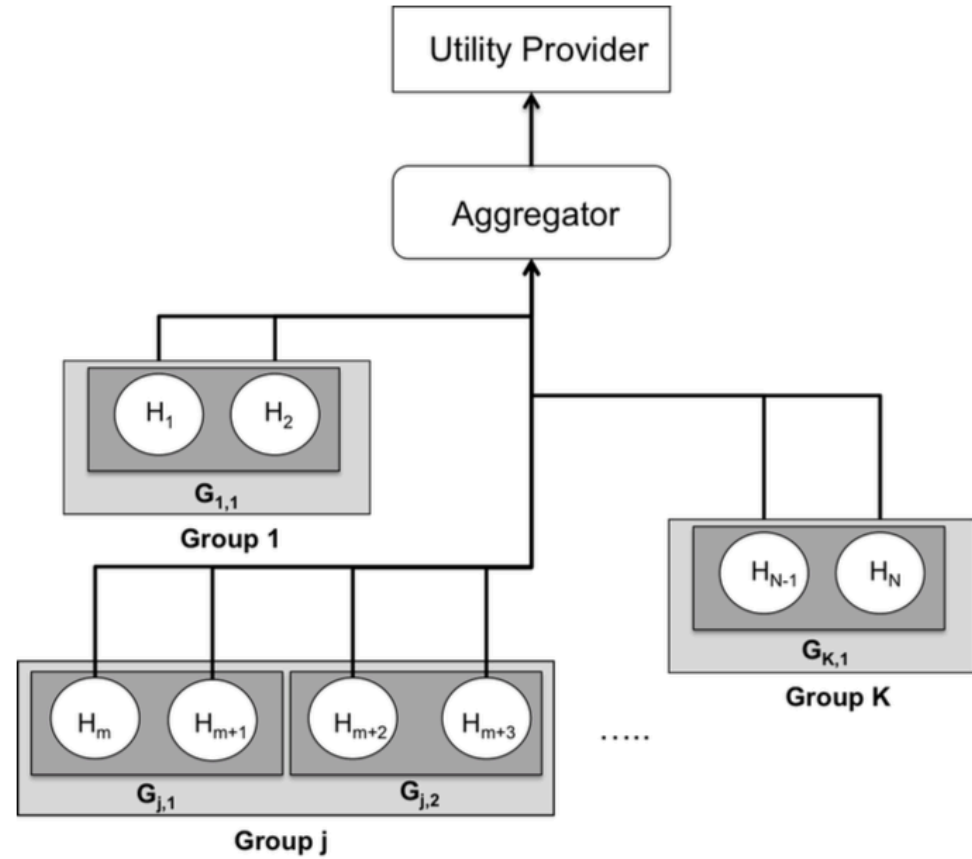 Utility Provider
Aggregator
H1 H2
G1,1
Group 1
HN-1 HN
GK,1
Group K
Hm Hm+1 Hm+2 Hm+3
.....
Gj,1 Gj,2
Group j